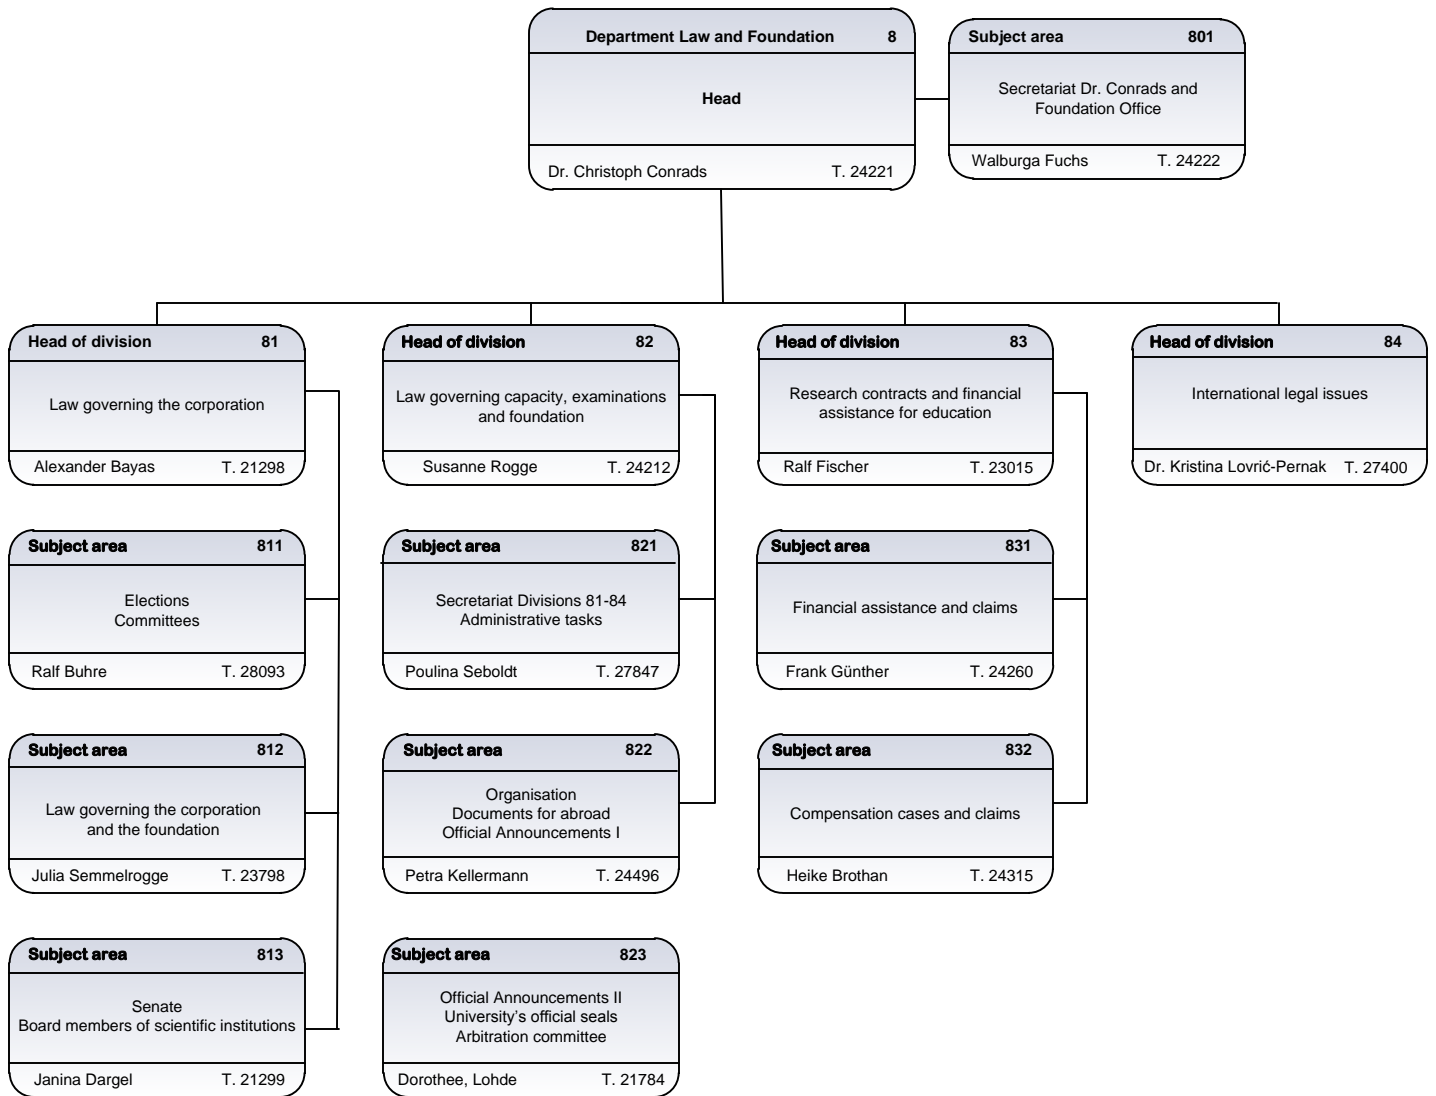 Department Law and Foundation 8
Head
Dr. Christoph Conrads T. 24221
Subject area 801
Secretariat Dr. Conrads and
Foundation Office
Walburga Fuchs T. 24222
Head of division 81
Law governing the corporation
Alexander Bayas T. 21298
Head of division 82
Law governing capacity, examinations
and foundation
Susanne Rogge T. 24212
Head of division 83
Research contracts and financial
assistance for education
Ralf Fischer T. 23015
Head of division 84
International legal issues
Dr. Kristina Lovrić-Pernak T. 27400
Subject area 811
Elections
Committees
Ralf Buhre T. 28093
Subject area 821
Secretariat Divisions 81-84
Administrative tasks
Poulina Seboldt T. 27847
Subject area 831
Financial assistance and claims
Frank Günther T. 24260
Subject area 812
Law governing the corporation
and the foundation
Julia Semmelrogge T. 23798
Subject area 822
Organisation
Documents for abroad
Official Announcements I
Petra Kellermann T. 24496
Subject area 832
Compensation cases and claims
Heike Brothan T. 24315
Subject area 813
Senate
Board members of scientific institutions
Janina Dargel T. 21299
Subject area 823
Official Announcements II
University’s official seals
Arbitration committee
Dorothee, Lohde T. 21784